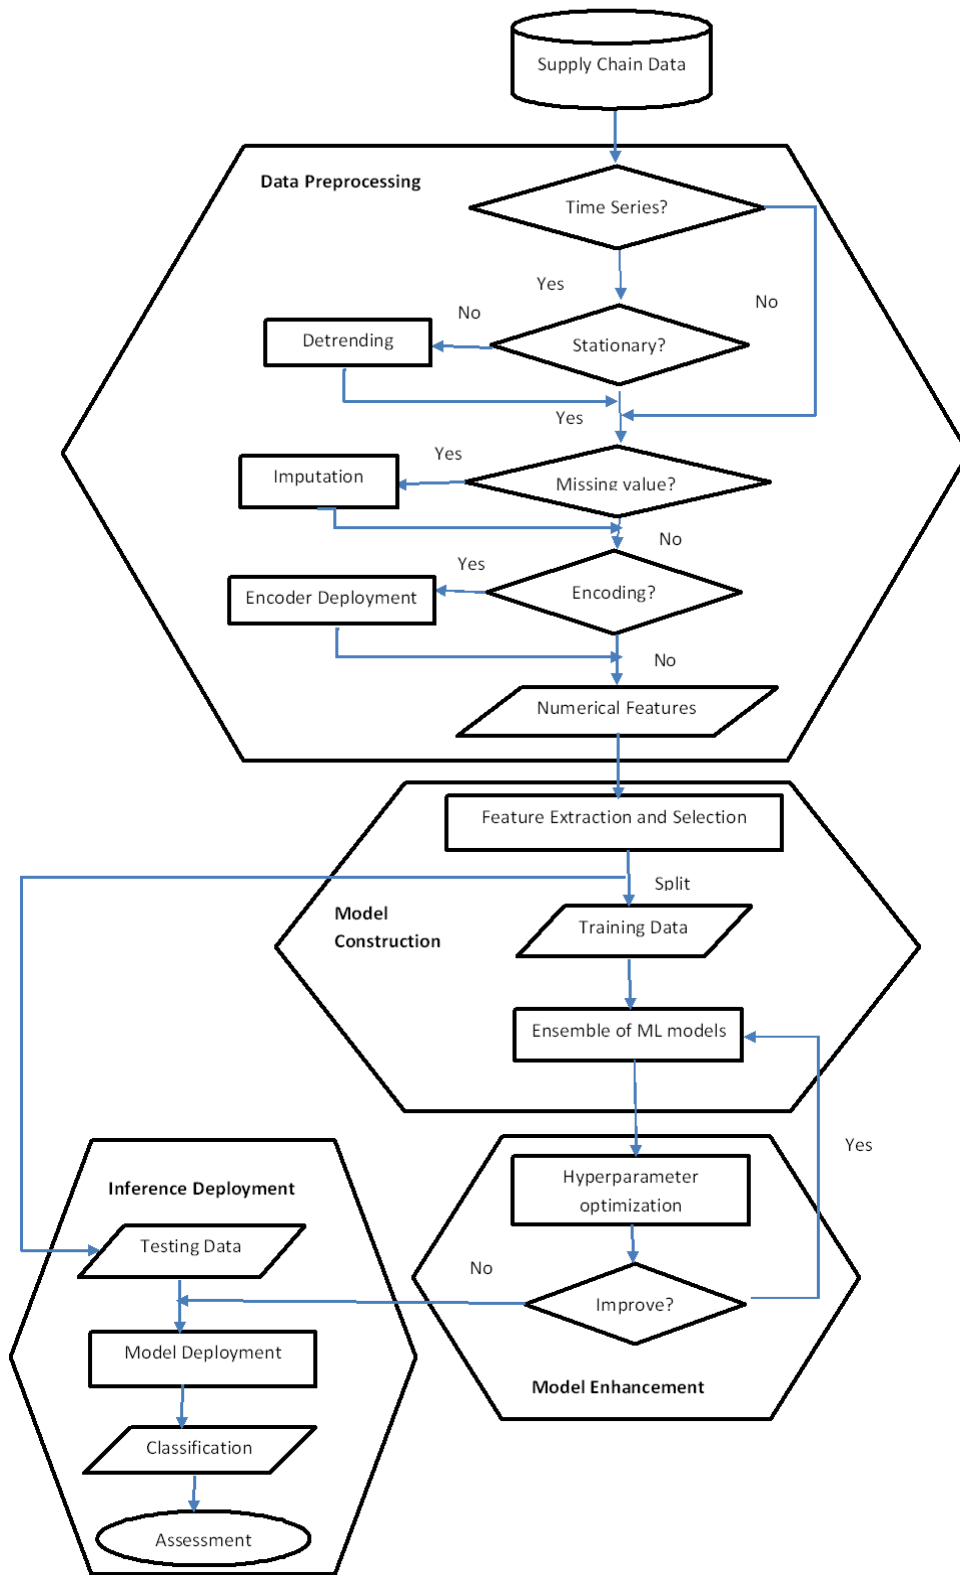 Supply Chain Data
Data Preprocessing
Time Series?
Yes
No
No
Detrending
Stationary?
Yes
Yes
Imputation
Missing value?
No
Yes
Encoder Deployment
Encoding?
No
Numerical Features
Feature Extraction and Selection
Split
Model
Construction
Training Data
Ensemble of ML models
Yes
Hyperparameter
optimization
Inference Deployment
Testing Data
No
Improve?
Model Deployment
Model Enhancement
Classification
Assessment